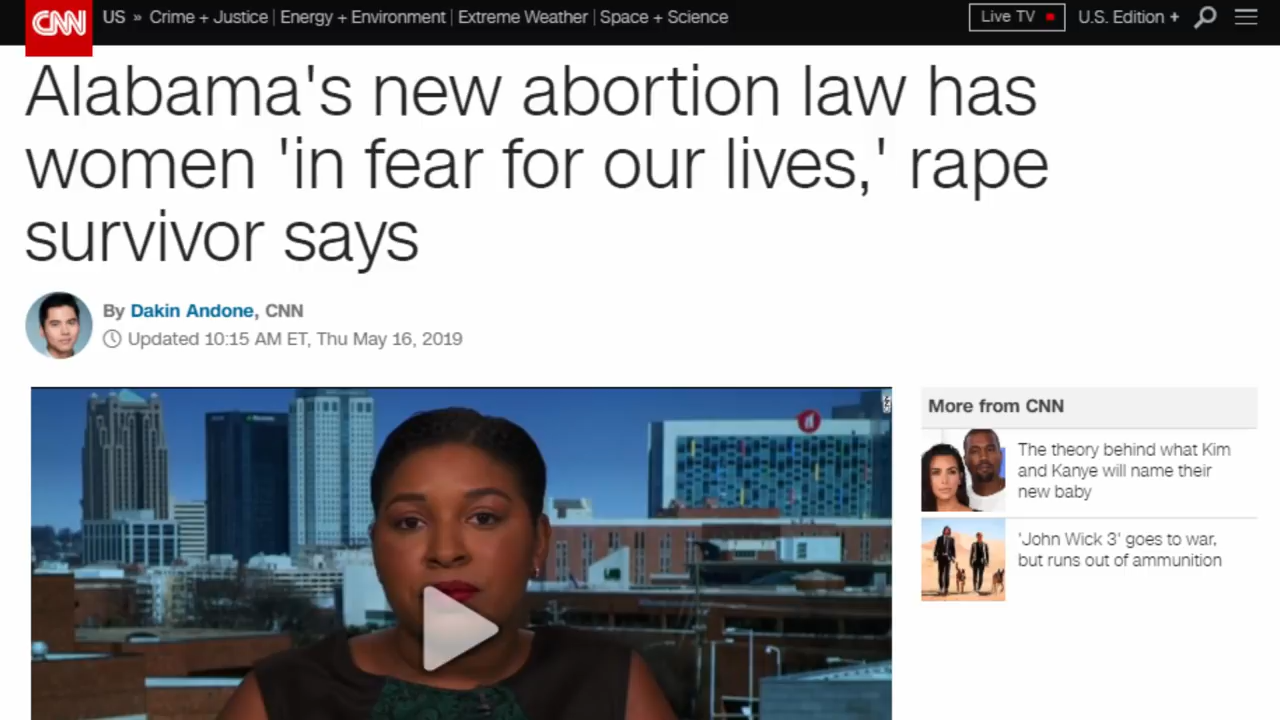 CNN
US » Crime + Justice | Energy + Environment | Extreme Weather | Space + Science
Live TV
U.S. Edition +
Alabama's new abortion law has
women 'in fear for our lives,' rape
survivor says
By Dakin Andone, CNN
Updated 10:15 AM ET, Thu May 16, 2019
CNN
More from CNN
The theory behind what Kim
and Kanye will name their
new baby
'John Wick 3' goes to war,
but runs out of ammunition